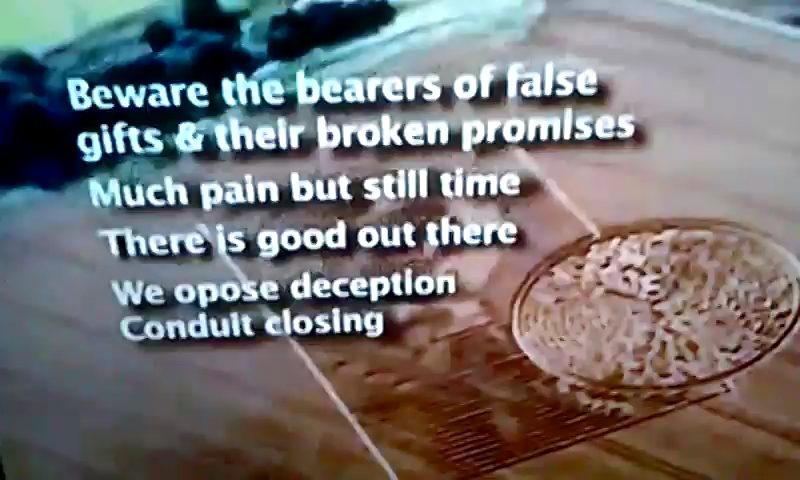 Beware the bearers of false
gifts & their broken promises
Much pain but still time
There is good out there
We opose deception
Conduit closing